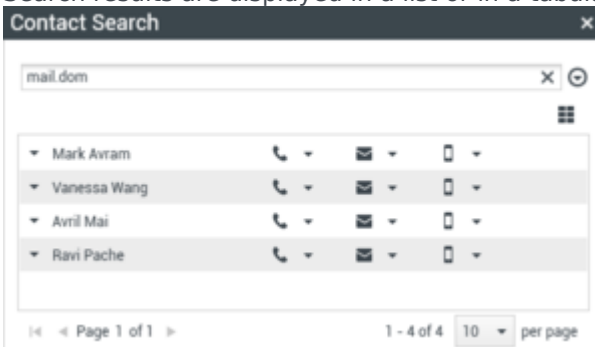 Search results are displayed in a list or in a tabul
Contact Search
mail.dom
Mark Avram
Vanessa Wang
Avril Mai
Ravi Pache
Page 1 of 1 1 - 4 of 4 10 per page